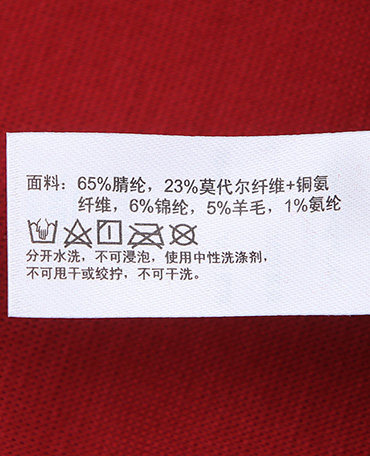 面料：65%腈纶，23%莫代尔纤维+铜氨
纤维，6%锦纶，5%羊毛，1%氨纶
分开水洗，不可浸泡，使用中性洗涤剂，
不可甩干或绞拧，不可干洗。